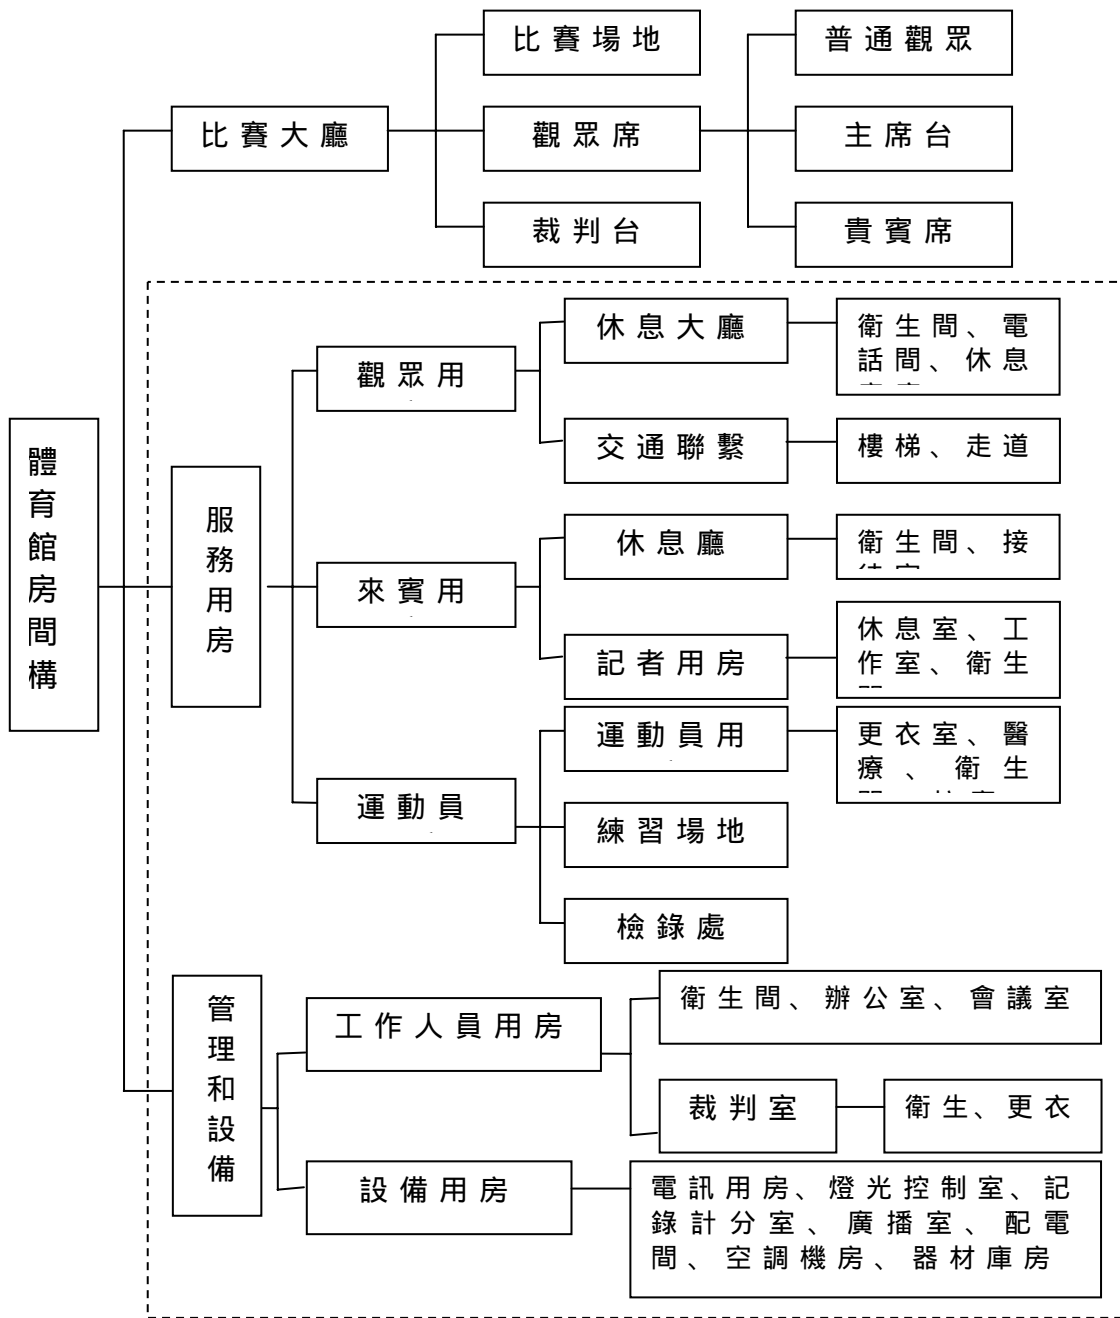 比賽場地
普通觀眾
比賽大廳
觀眾席
主席台
裁判台
貴賓席
休息大廳
衛生間、電
話間、休息
觀眾用
交通聯繫
樓梯、走道
體育館房間構
服務用房
休息廳
衛生間、接
來賓用
記者用房
休息室、工
作室、衛生
運動員用
更衣室、醫
療、衛生
運動員
練習場地
檢錄處
管理和設備
工作人員用房
衛生間、辦公室、會議室
裁判室
衛生、更衣
設備用房
電訊用房、燈光控制室、記
錄計分室、廣播室、配電
間、空調機房、器材庫房